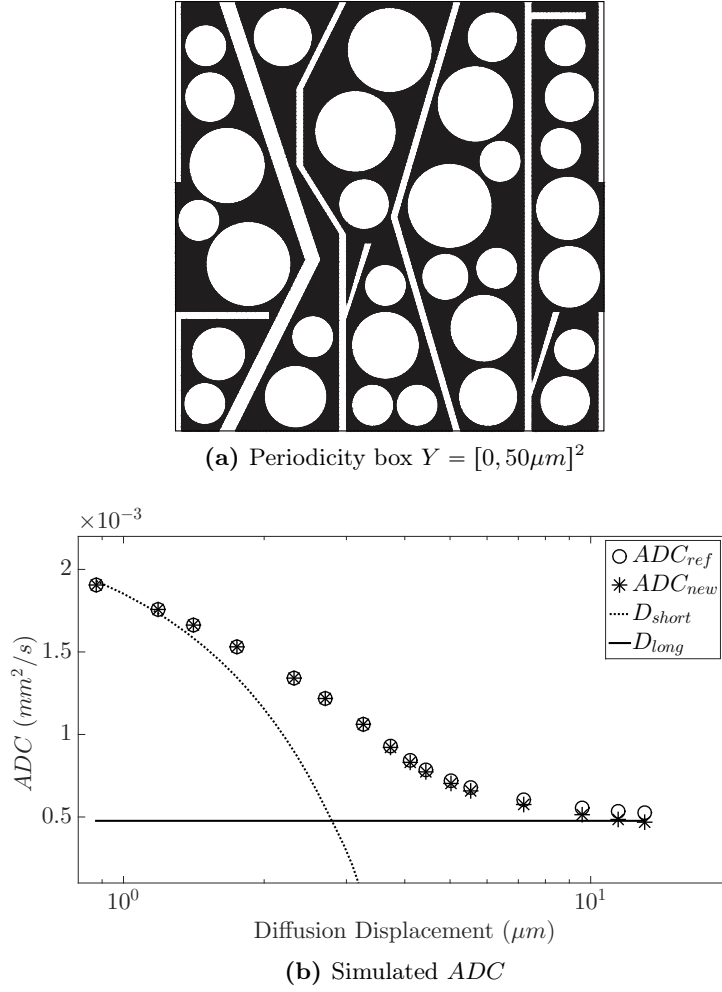 (a) Periodicity box Y = [0, 50μm]²
×10⁻³
2
1.5
1
0.5
ADC (mm²/s)
ADC_ref
ADC_new
D_short
D_long
10⁰
10¹
Diffusion Displacement (μm)
(b) Simulated ADC